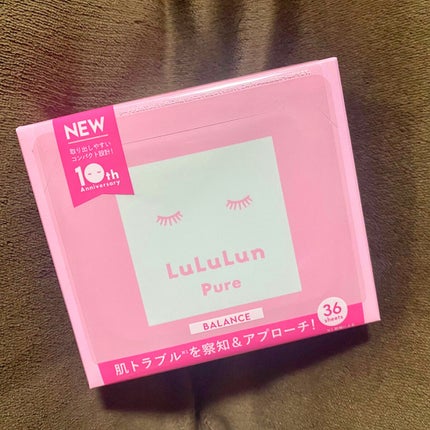 NEW
取り出しやすい
コンパクト設計!
10th
Anniversary
LuLuLun
Pure
BALANCE
36
sheets
肌トラブル※1を察知&アプローチ!